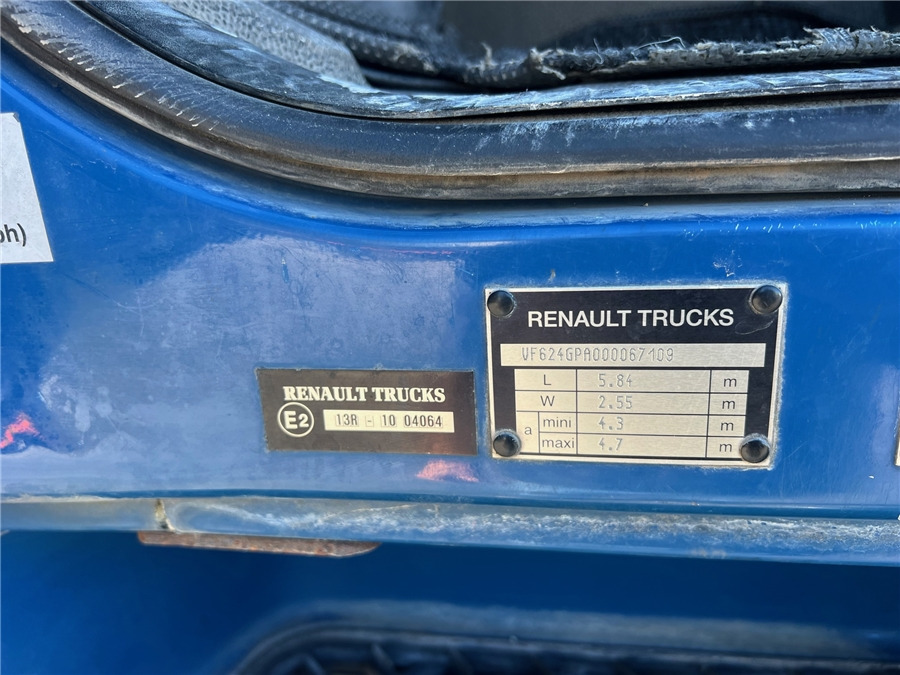 ph)
RENAULT TRUCKS
VF624GPA000067109
L 5.84 m
W 2.55 m
a mini 4.3 m
maxi 4.7 m
RENAULT TRUCKS
E2 13R - 10 04064